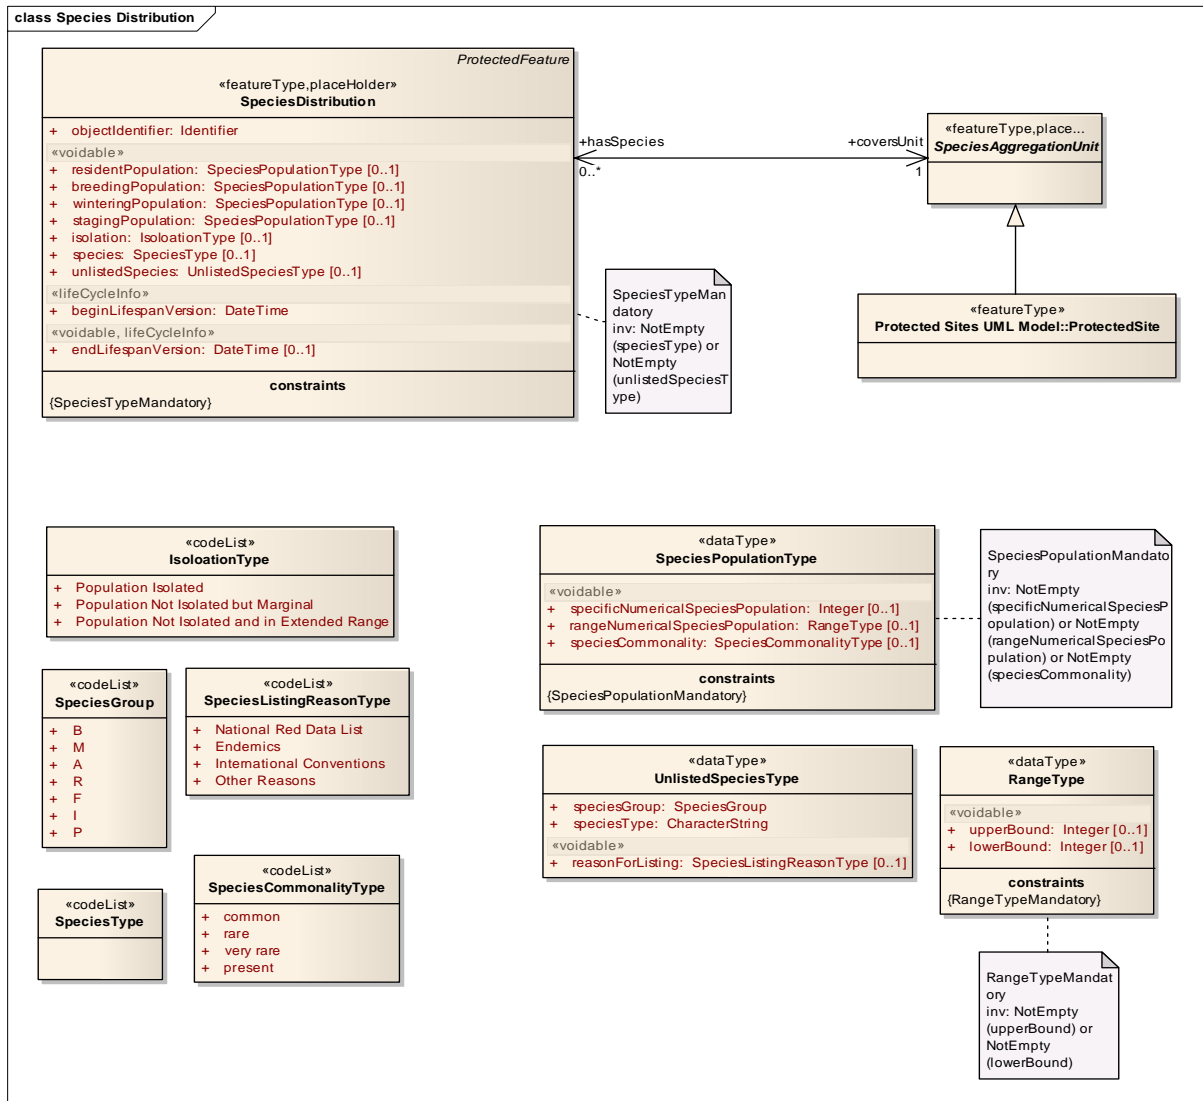 class Species Distribution
ProtectedFeature
«featureType,placeHolder»
SpeciesDistribution
+ objectIdentifier: Identifier
«voidable»
+ residentPopulation: SpeciesPopulationType [0..1]
+ breedingPopulation: SpeciesPopulationType [0..1]
+ winteringPopulation: SpeciesPopulationType [0..1]
+ stagingPopulation: SpeciesPopulationType [0..1]
+ isolation: IsoloationType [0..1]
+ species: SpeciesType [0..1]
+ unlistedSpecies: UnlistedSpeciesType [0..1]
«lifeCycleInfo»
+ beginLifespanVersion: DateTime
«voidable, lifeCycleInfo»
+ endLifespanVersion: DateTime [0..1]
constraints
{SpeciesTypeMandatory}
+hasSpecies
0..*
+coversUnit
1
«featureType,place...
SpeciesAggregationUnit
«featureType»
Protected Sites UML Model::ProtectedSite
SpeciesTypeMan
datory
inv: NotEmpty
(speciesType) or
NotEmpty
(unlistedSpeciesT
ype)
«codeList»
IsoloationType
+ Population Isolated
+ Population Not Isolated but Marginal
+ Population Not Isolated and in Extended Range
«dataType»
SpeciesPopulationType
«voidable»
+ specificNumericalSpeciesPopulation: Integer [0..1]
+ rangeNumericalSpeciesPopulation: RangeType [0..1]
+ speciesCommonality: SpeciesCommonalityType [0..1]
constraints
{SpeciesPopulationMandatory}
SpeciesPopulationMandato
ry
inv: NotEmpty
(specificNumericalSpeciesP
opulation) or NotEmpty
(rangeNumericalSpeciesPo
pulation) or NotEmpty
(speciesCommonality)
«codeList»
SpeciesGroup
+ B
+ M
+ A
+ R
+ F
+ I
+ P
«codeList»
SpeciesListingReasonType
+ National Red Data List
+ Endemics
+ International Conventions
+ Other Reasons
«dataType»
UnlistedSpeciesType
+ speciesGroup: SpeciesGroup
+ speciesType: CharacterString
«voidable»
+ reasonForListing: SpeciesListingReasonType [0..1]
«dataType»
RangeType
«voidable»
+ upperBound: Integer [0..1]
+ lowerBound: Integer [0..1]
constraints
{RangeTypeMandatory}
«codeList»
SpeciesType
«codeList»
SpeciesCommonalityType
+ common
+ rare
+ very rare
+ present
RangeTypeMandat
ory
inv: NotEmpty
(upperBound) or
NotEmpty
(lowerBound)